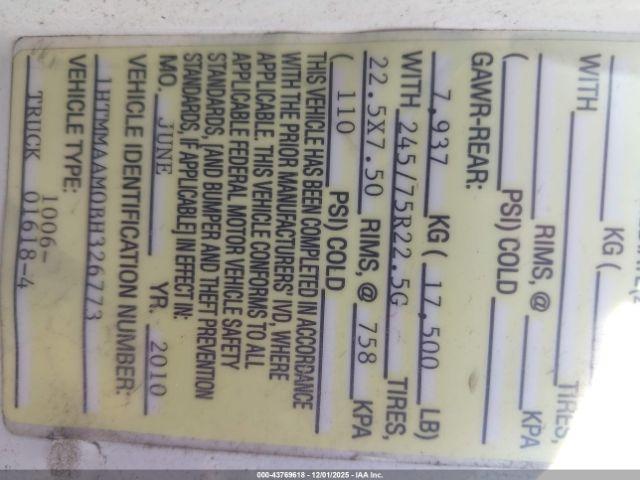 KG (
WITH TIRES,
RIMS, @ KPA
( PSI) COLD
GAWR-REAR:
7,937 KG ( 17,500 LB)
WITH 245/75R22.5G TIRES,
22.5X7.50 RIMS, @ 758 KPA
( 110 PSI) COLD
THIS VEHICLE HAS BEEN COMPLETED IN ACCORDANCE
WITH THE PRIOR MANUFACTURERS' IVD, WHERE
APPLICABLE. THIS VEHICLE CONFORMS TO ALL
APPLICABLE FEDERAL MOTOR VEHICLE SAFETY
STANDARDS, [AND BUMPER AND THEFT PREVENTION
STANDARDS, IF APPLICABLE] IN EFFECT IN:
MO. JUNE YR. 2010
VEHICLE IDENTIFICATION NUMBER:
1HTMMAAM0BH326773
VEHICLE TYPE:
1006-
TRUCK 01618-4
000-43769618 - 12/01/2025 - IAA Inc.